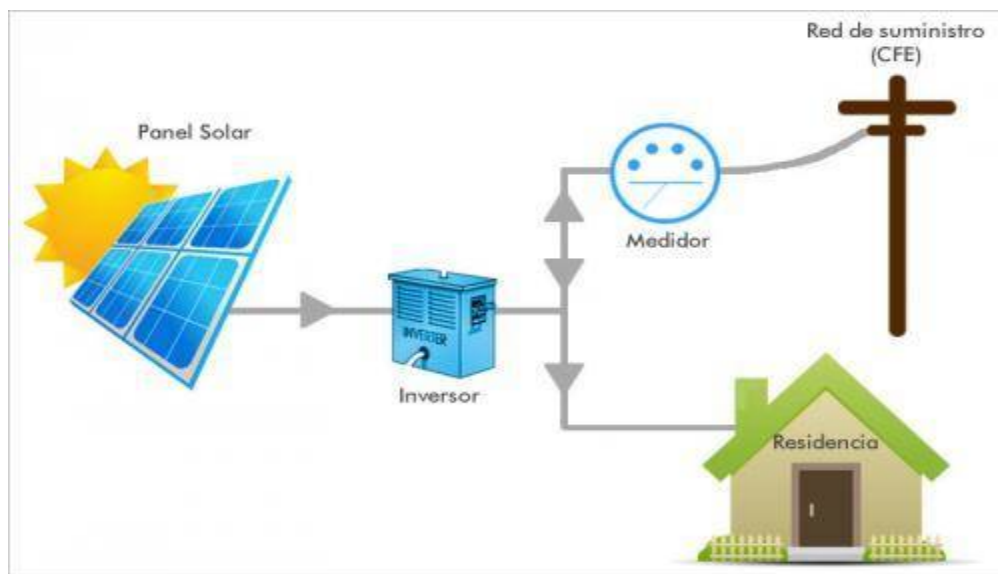 Red de suministro
(CFE)
Panel Solar
Medidor
INVERTER
Inversor
Residencia